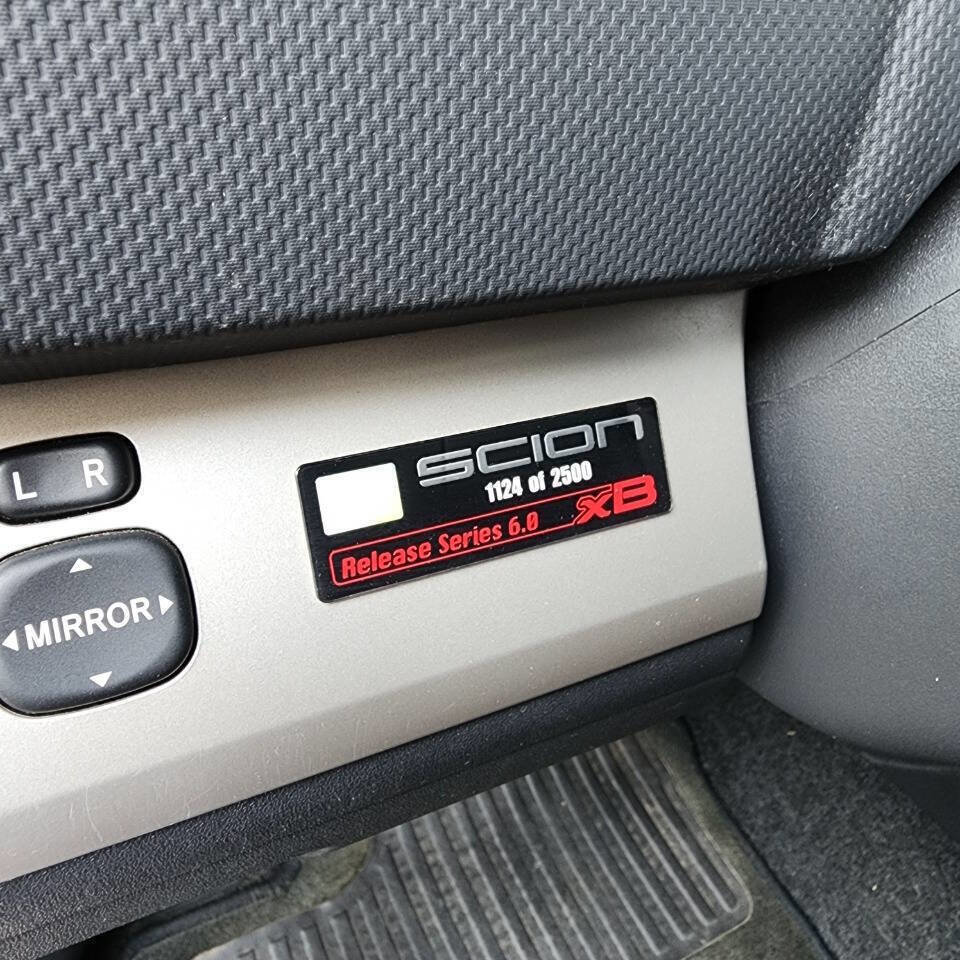 L R
MIRROR
SCION
1124 of 2500
xB
Release Series 6.0